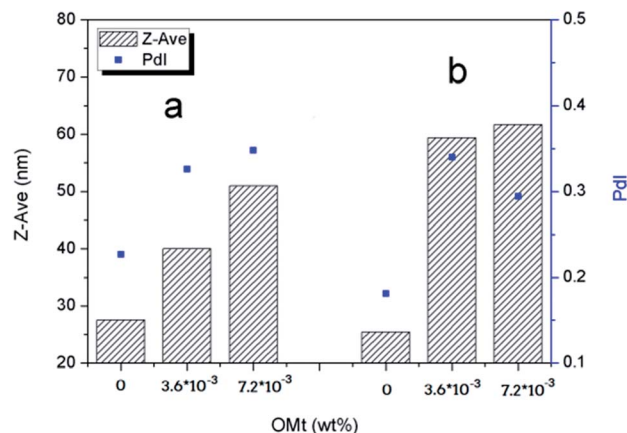 80
70
60
50
40
30
20
Z-Ave (nm)
Z-Ave
PdI
a
b
0.5
0.4
0.3
0.2
0.1
PdI
0 3.6*10⁻³ 7.2*10⁻³ 0 3.6*10⁻³ 7.2*10⁻³
OMt (wt%)